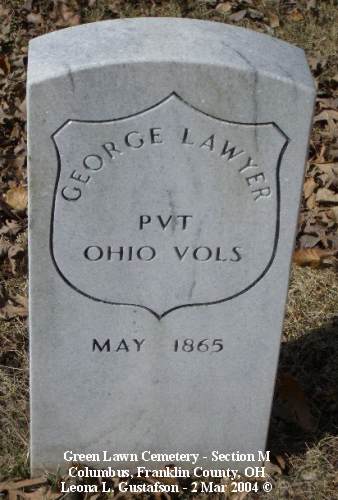 GEORGE LAWYER
PVT
OHIO VOLS
MAY 1865
Green Lawn Cemetery - Section M
Columbus, Franklin County, OH
Leona L. Gustafson - 2 Mar 2004 ©